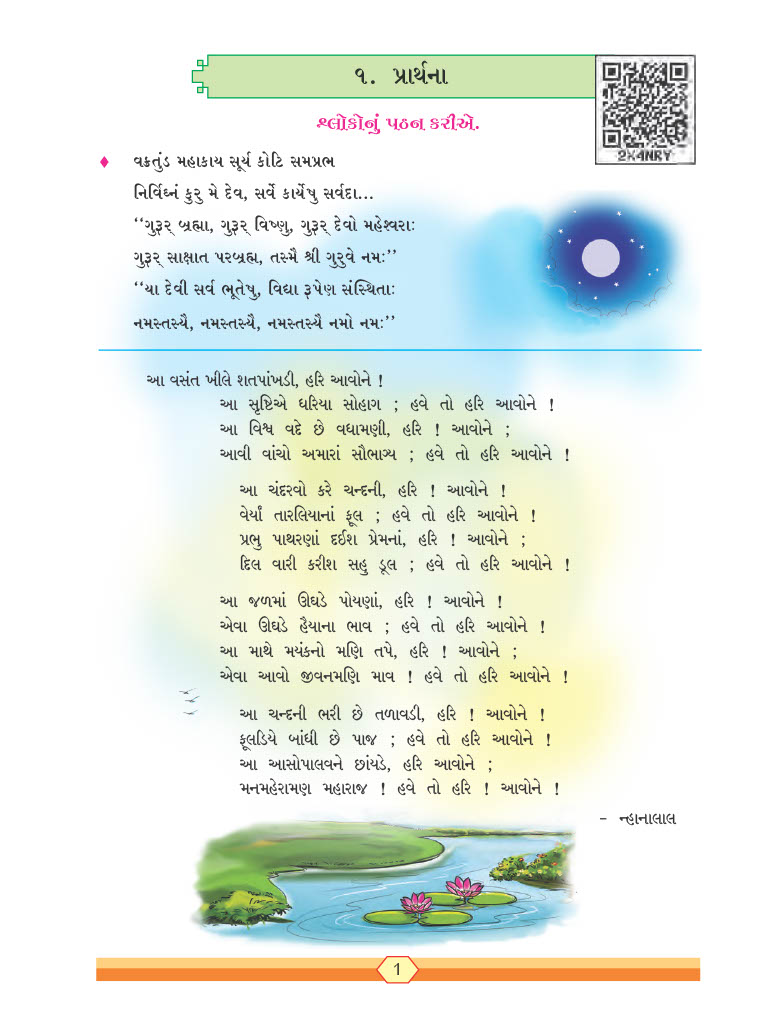 ૧. પ્રાર્થના
2X4NRY
શ્લોકોનું પઠન કરીએ.
♦ વક્રતુંડ મહાકાય સૂર્ય કોટિ સમપ્રભ
નિર્વિઘ્નં કુરુ મે દેવ, સર્વે કાર્યેષુ સર્વદા...
“ગુરૂર્ બ્રહ્મા, ગુરૂર્ વિષ્ણુ, ગુરૂર્ દેવો મહેશ્વરાઃ
ગુરૂર્ સાક્ષાત પરબ્રહ્મ, તસ્મૈ શ્રી ગુરુવે નમઃ”
“યા દેવી સર્વ ભૂતેષુ, વિદ્યા રૂપેણ સંસ્થિતાઃ
નમસ્તસ્યૈ, નમસ્તસ્યૈ, નમસ્તસ્યૈ નમો નમઃ”
આ વસંત ખીલે શતપાંખડી, હરિ આવોને !
આ સૃષ્ટિએ ધરિયા સોહાગ ; હવે તો હરિ આવોને !
આ વિશ્વ વદે છે વધામણી, હરિ ! આવોને ;
આવી વાંચો અમારાં સૌભાગ્ય ; હવે તો હરિ આવોને !
આ ચંદરવો કરે ચન્દની, હરિ ! આવોને !
વેર્યાં તારલિયાનાં ફૂલ ; હવે તો હરિ આવોને !
પ્રભુ પાથરણાં દઈશ પ્રેમનાં, હરિ ! આવોને ;
દિલ વારી કરીશ સહુ ડૂલ ; હવે તો હરિ આવોને !
આ જળમાં ઊઘડે પોયણાં, હરિ ! આવોને !
એવા ઊઘડે હૈયાના ભાવ ; હવે તો હરિ આવોને !
આ માથે મયંકનો મણિ તપે, હરિ ! આવોને ;
એવા આવો જીવનમણિ માવ ! હવે તો હરિ આવોને !
આ ચન્દની ભરી છે તળાવડી, હરિ ! આવોને !
ફૂલડિયે બાંધી છે પાજ ; હવે તો હરિ આવોને !
આ આસોપાલવને છાંયડે, હરિ આવોને ;
મનમહેરામણ મહારાજ ! હવે તો હરિ ! આવોને !
– ન્હાનાલાલ
1